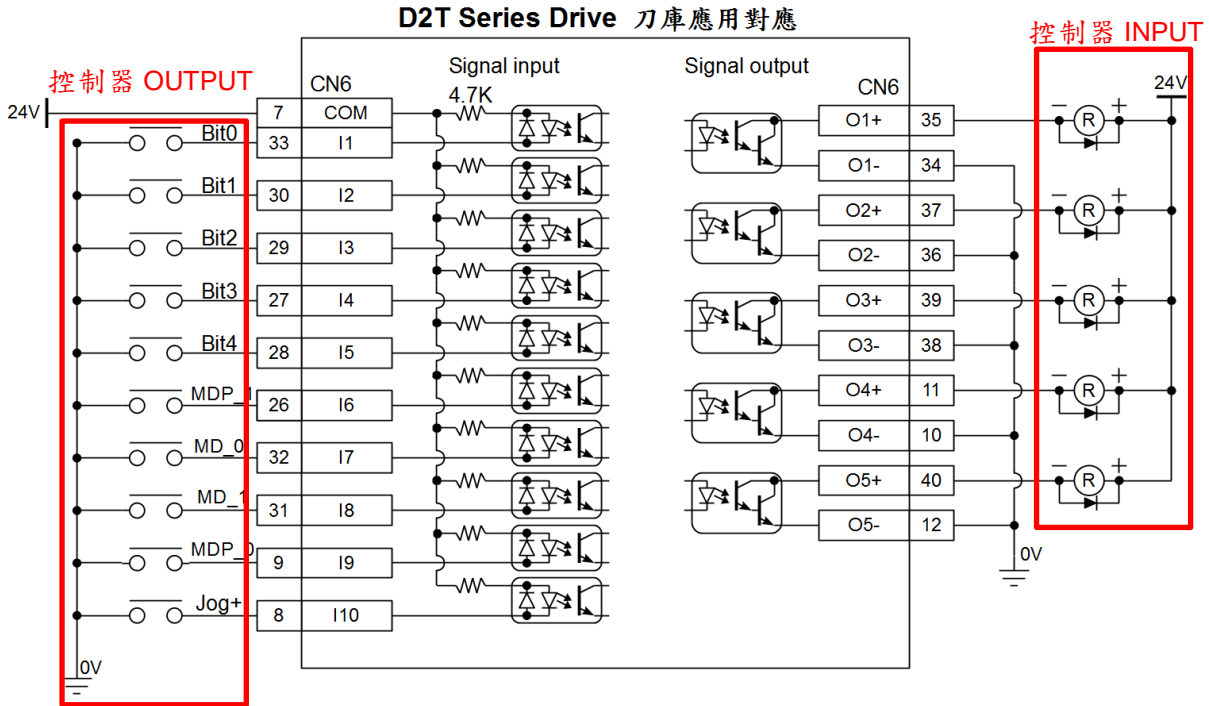 D2T Series Drive 刀庫應用對應
控制器 OUTPUT
控制器 INPUT
Signal input
Signal output
CN6
CN6
4.7K
24V
24V
7 COM
Bit0 33 I1
Bit1 30 I2
Bit2 29 I3
Bit3 27 I4
Bit4 28 I5
MDP_1 26 I6
MD_0 32 I7
MD_1 31 I8
MDP_0 9 I9
Jog+ 8 I10
0V
O1+ 35 − R +
O1- 34
O2+ 37 − R +
O2- 36
O3+ 39 − R +
O3- 38
O4+ 11 − R +
O4- 10
O5+ 40 − R +
O5- 12
0V